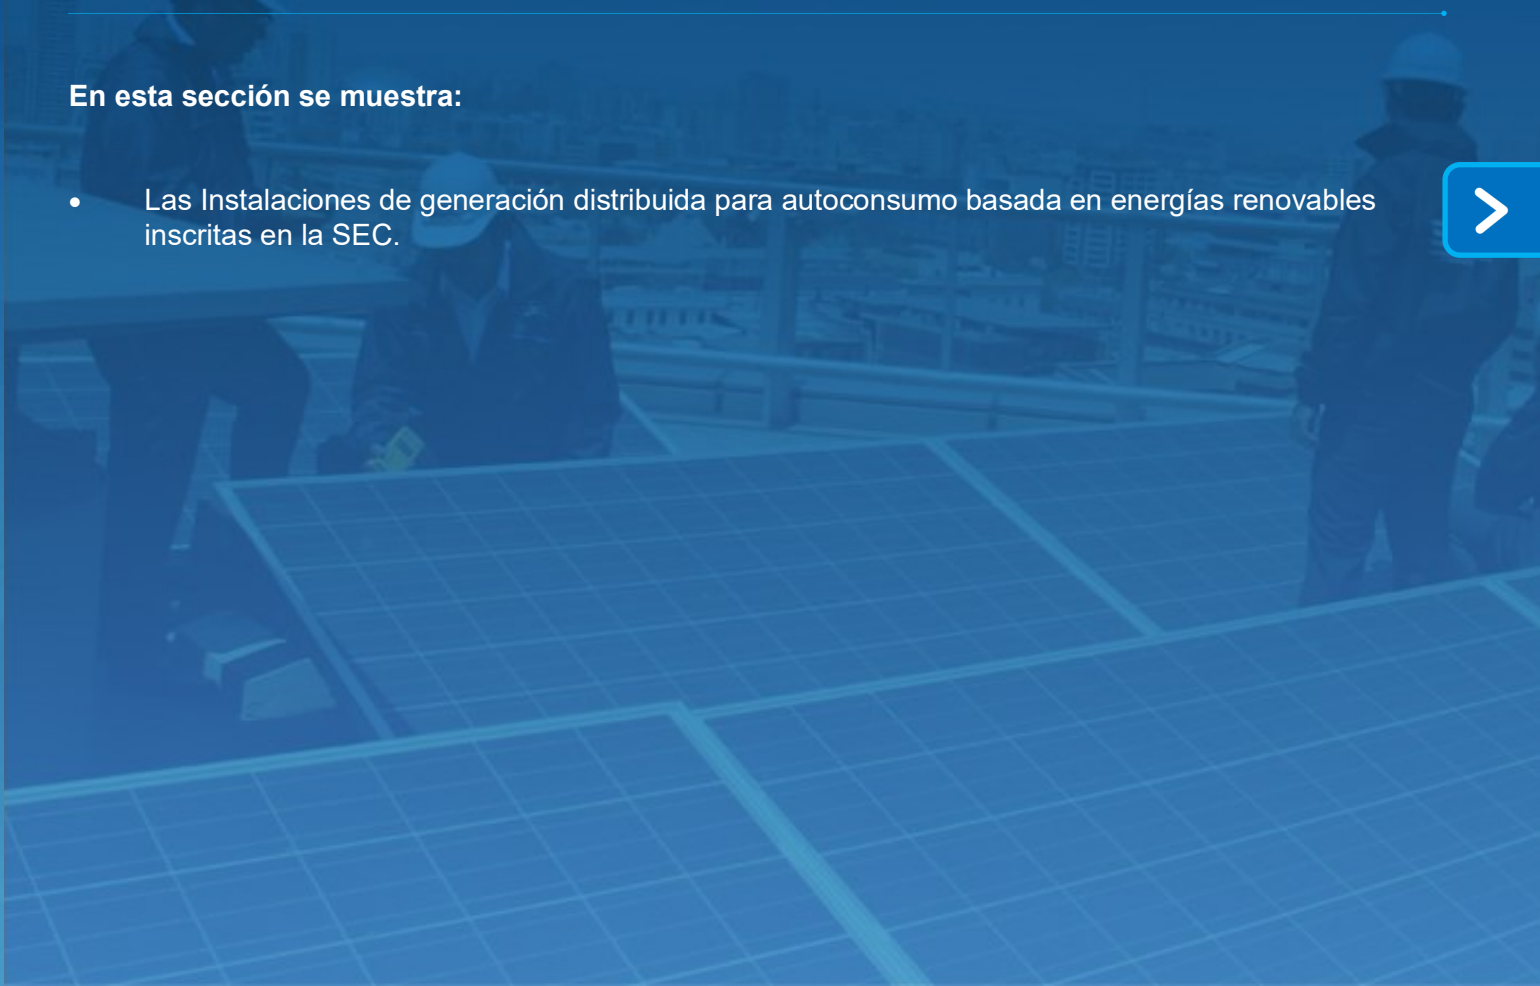 En esta sección se muestra:
• Las Instalaciones de generación distribuida para autoconsumo basada en energías renovables
inscritas en la SEC.